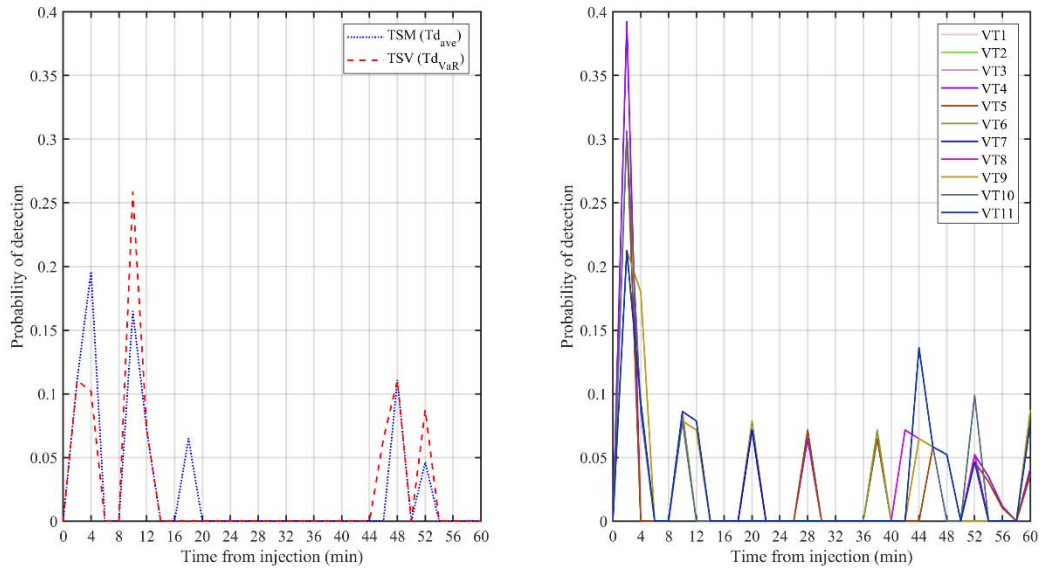 0.4
0.35
0.3
0.25
0.2
0.15
0.1
0.05
0
Probability of detection
0 4 8 12 16 20 24 28 32 36 40 44 48 52 56 60
Time from injection (min)
TSM (Td_ave)
TSV (Td_VaR)
0.4
0.35
0.3
0.25
0.2
0.15
0.1
0.05
0
Probability of detection
0 4 8 12 16 20 24 28 32 36 40 44 48 52 56 60
Time from injection (min)
VT1
VT2
VT3
VT4
VT5
VT6
VT7
VT8
VT9
VT10
VT11